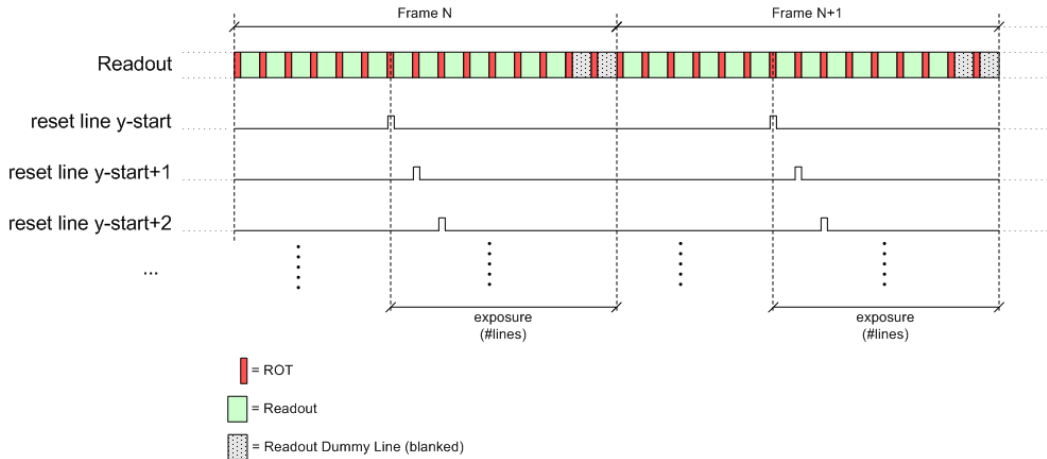 Frame N
Frame N+1
Readout
reset line y-start
reset line y-start+1
reset line y-start+2
...
exposure
(#lines)
exposure
(#lines)
= ROT
= Readout
= Readout Dummy Line (blanked)